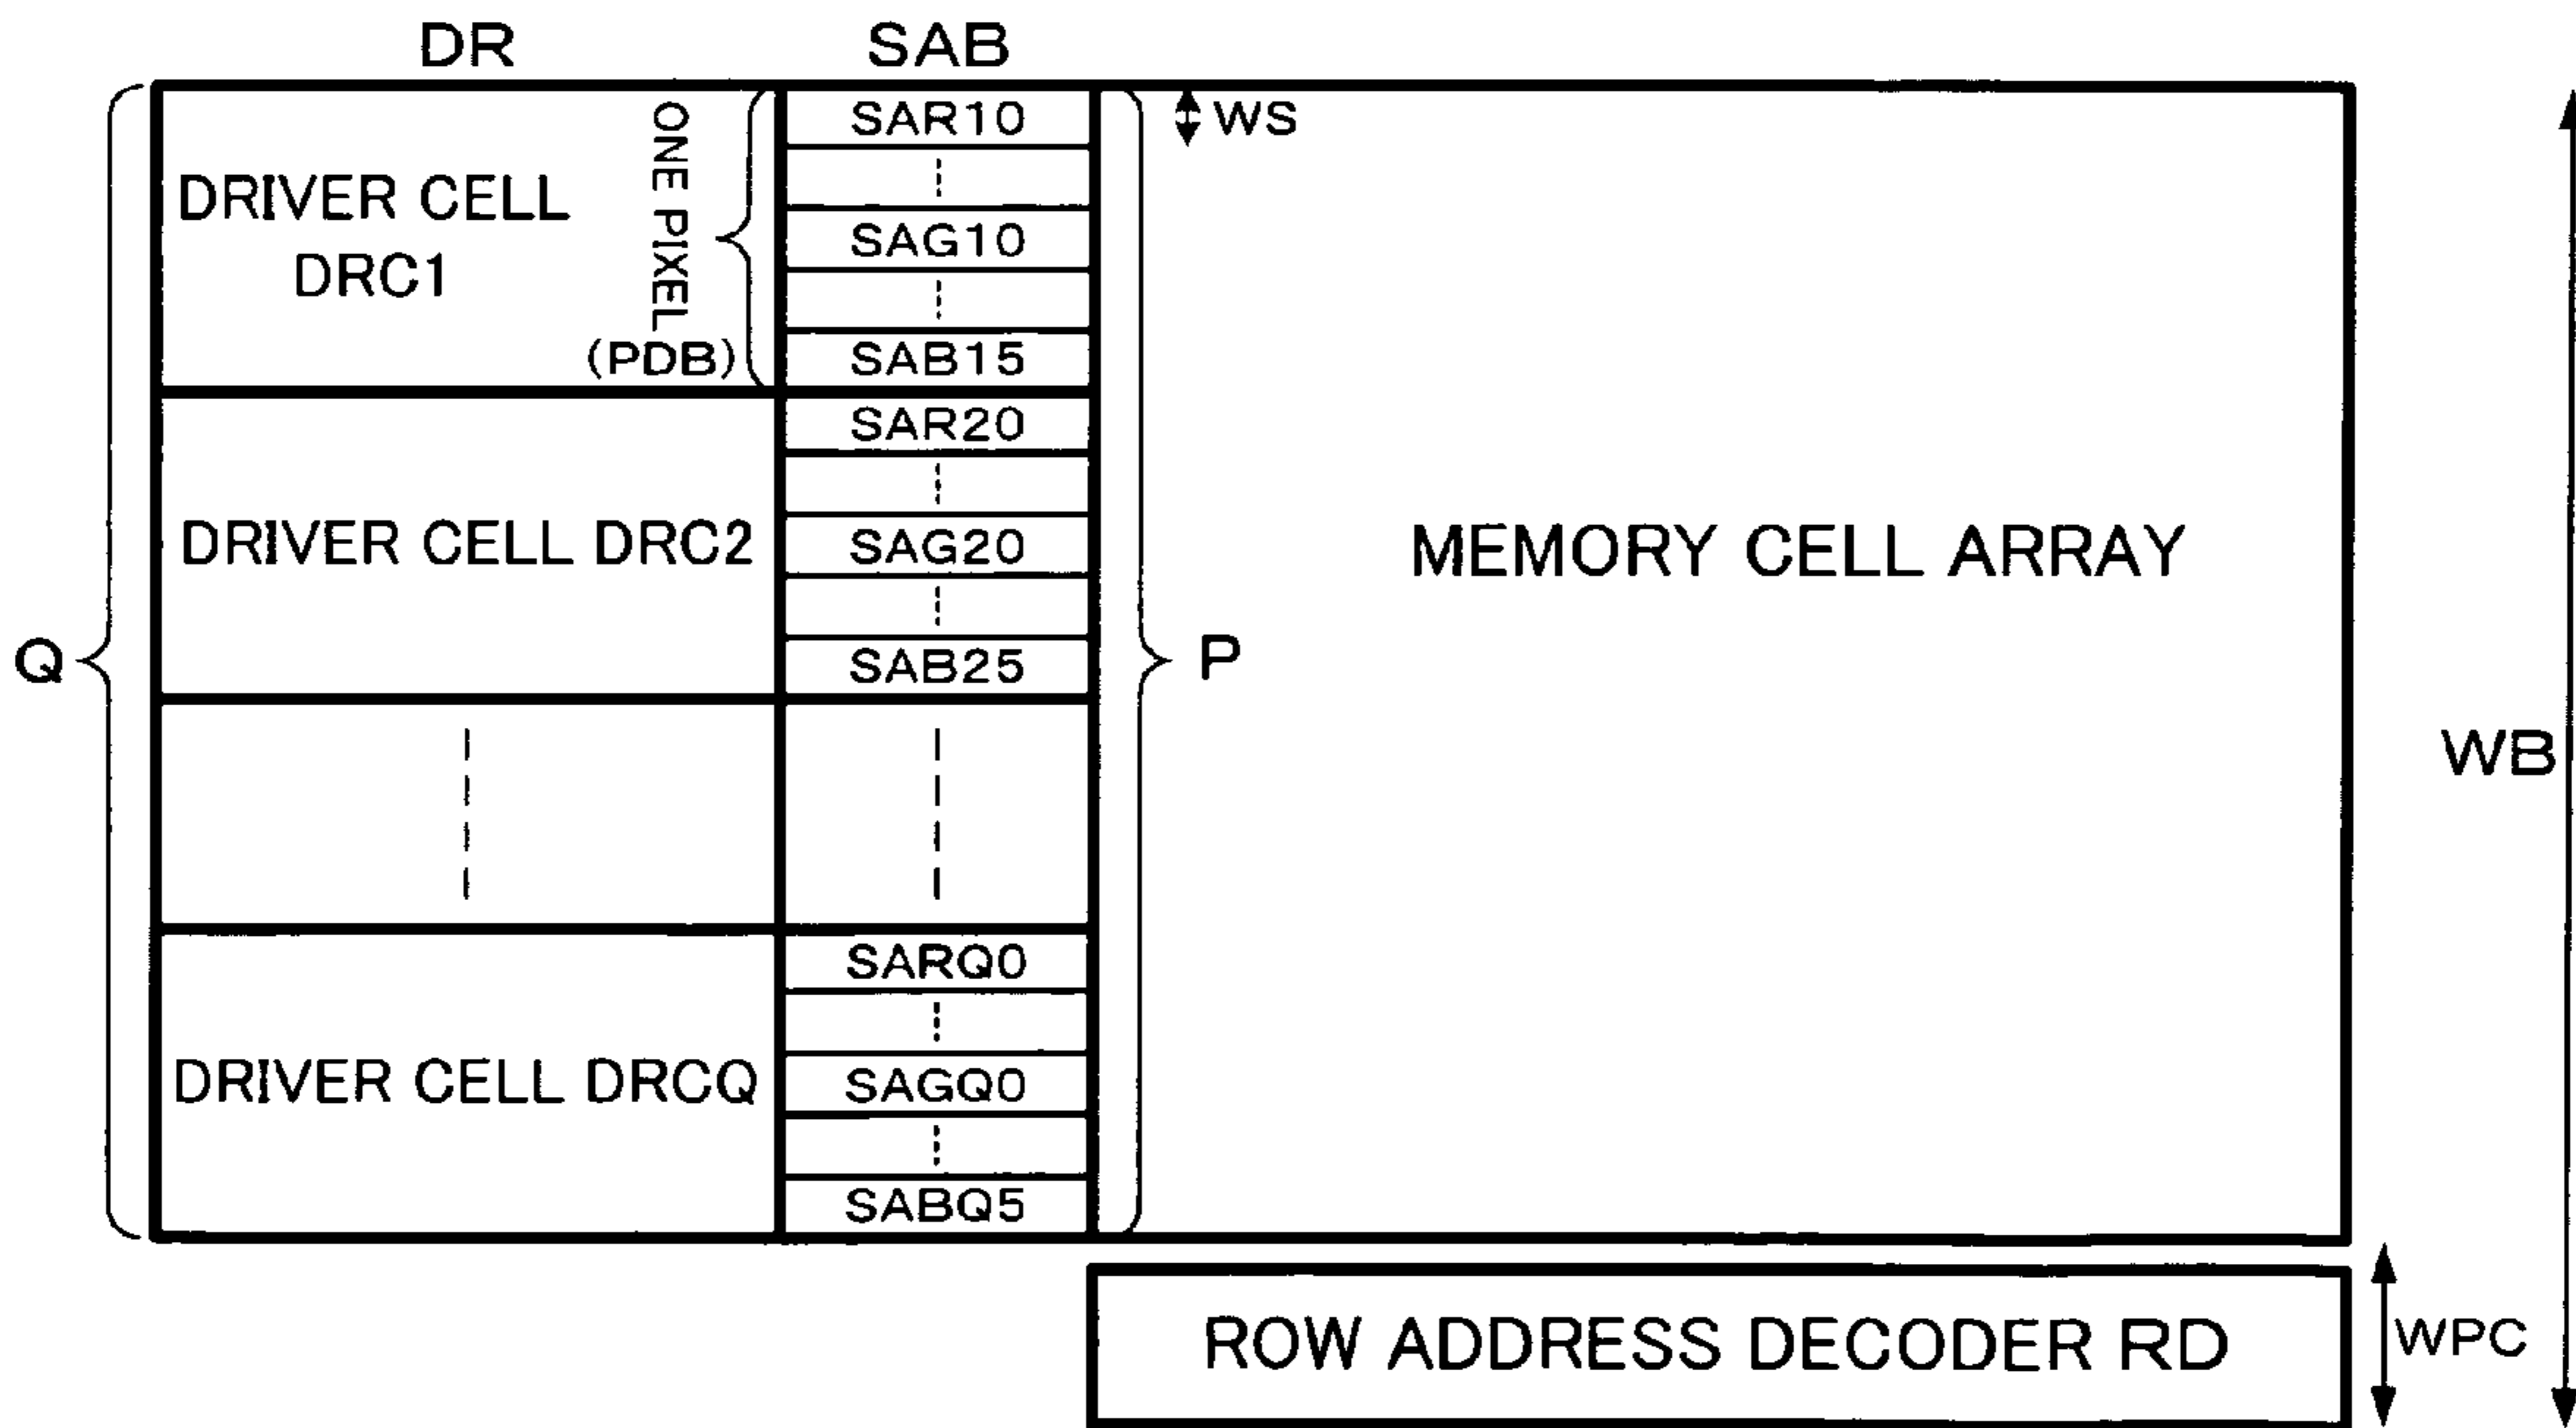 DR
SAB
DRIVER CELL
DRC1
ONE PIXEL
(PDB)
SAR10
SAG10
SAB15
WS
DRIVER CELL DRC2
SAR20
SAG20
SAB25
MEMORY CELL ARRAY
Q
P
WB
DRIVER CELL DRCQ
SARQ0
SAGQ0
SABQ5
ROW ADDRESS DECODER RD
WPC